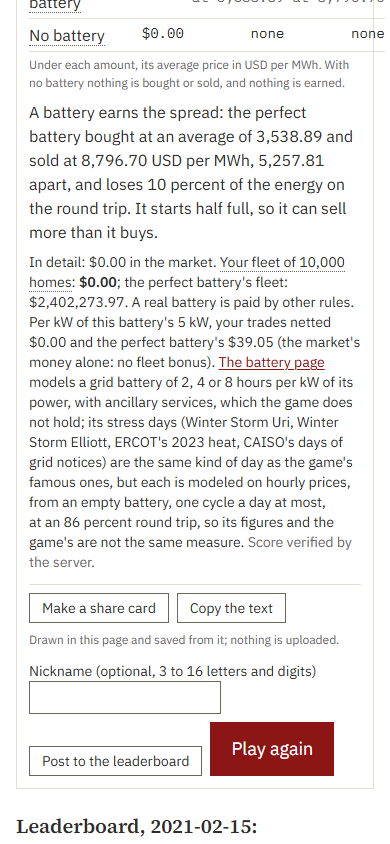 battery
No battery $0.00 none none
Under each amount, its average price in USD per MWh. With
no battery nothing is bought or sold, and nothing is earned.
A battery earns the spread: the perfect
battery bought at an average of 3,538.89 and
sold at 8,796.70 USD per MWh, 5,257.81
apart, and loses 10 percent of the energy on
the round trip. It starts half full, so it can sell
more than it buys.
In detail: $0.00 in the market. Your fleet of 10,000
homes: $0.00; the perfect battery's fleet:
$2,402,273.97. A real battery is paid by other rules.
Per kW of this battery's 5 kW, your trades netted
$0.00 and the perfect battery's $39.05 (the market's
money alone: no fleet bonus). The battery page
models a grid battery of 2, 4 or 8 hours per kW of its
power, with ancillary services, which the game does
not hold; its stress days (Winter Storm Uri, Winter
Storm Elliott, ERCOT's 2023 heat, CAISO's days of
grid notices) are the same kind of day as the game's
famous ones, but each is modeled on hourly prices,
from an empty battery, one cycle a day at most,
at an 86 percent round trip, so its figures and the
game's are not the same measure. Score verified by
the server.
Make a share card Copy the text
Drawn in this page and saved from it; nothing is uploaded.
Nickname (optional, 3 to 16 letters and digits)
Post to the leaderboard Play again
Leaderboard, 2021-02-15: